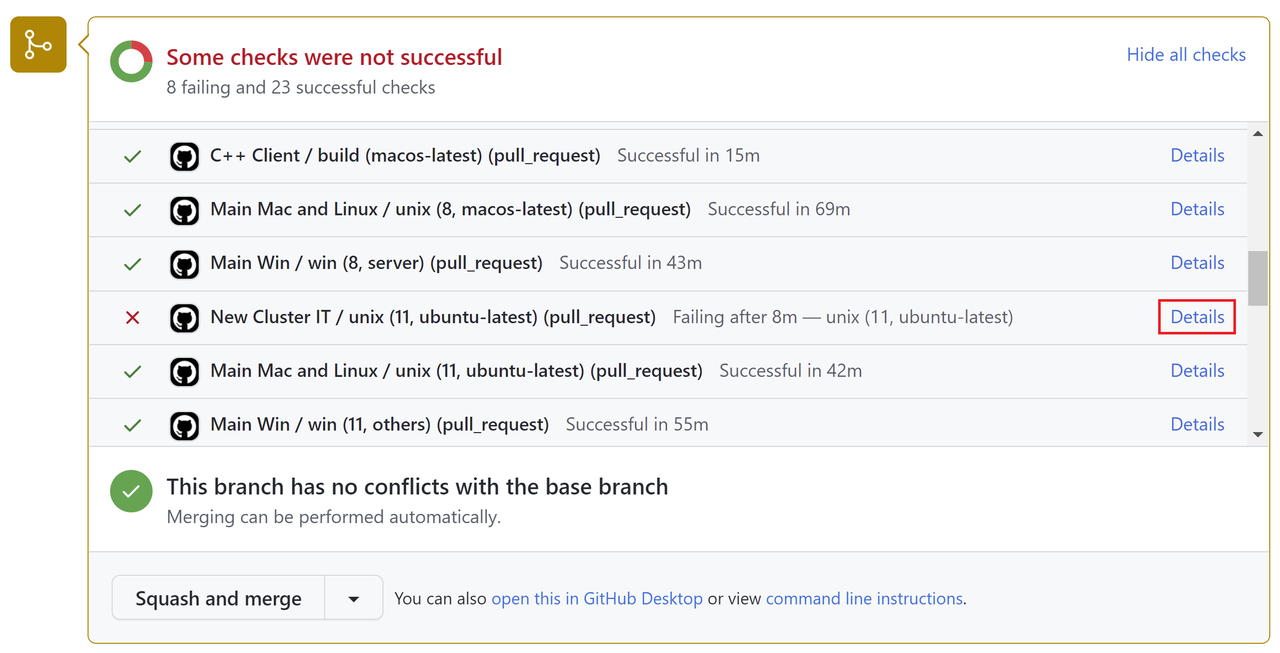 Some checks were not successful
Hide all checks
8 failing and 23 successful checks
C++ Client / build (macos-latest) (pull_request) Successful in 15m Details
Main Mac and Linux / unix (8, macos-latest) (pull_request) Successful in 69m Details
Main Win / win (8, server) (pull_request) Successful in 43m Details
New Cluster IT / unix (11, ubuntu-latest) (pull_request) Failing after 8m — unix (11, ubuntu-latest) Details
Main Mac and Linux / unix (11, ubuntu-latest) (pull_request) Successful in 42m Details
Main Win / win (11, others) (pull_request) Successful in 55m Details
This branch has no conflicts with the base branch
Merging can be performed automatically.
Squash and merge You can also open this in GitHub Desktop or view command line instructions.